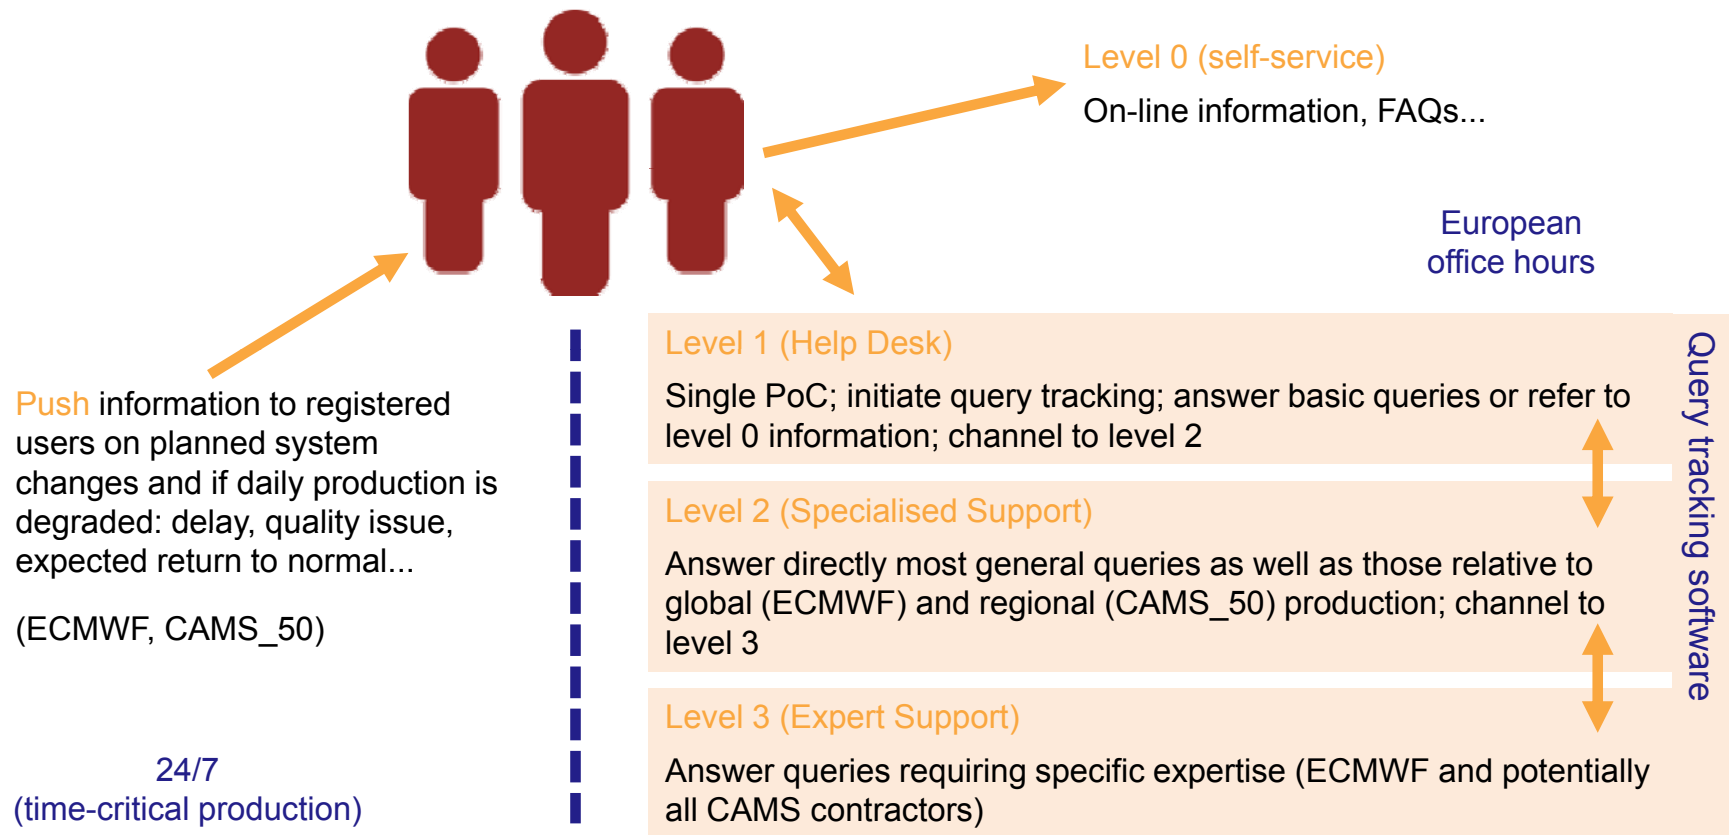 Level 0 (self-service)
On-line information, FAQs...
European
office hours
Push information to registered
users on planned system
changes and if daily production is
degraded: delay, quality issue,
expected return to normal...
(ECMWF, CAMS_50)
24/7
(time-critical production)
Level 1 (Help Desk)
Single PoC; initiate query tracking; answer basic queries or refer to
level 0 information; channel to level 2
Level 2 (Specialised Support)
Answer directly most general queries as well as those relative to
global (ECMWF) and regional (CAMS_50) production; channel to
level 3
Level 3 (Expert Support)
Answer queries requiring specific expertise (ECMWF and potentially
all CAMS contractors)
Query tracking software